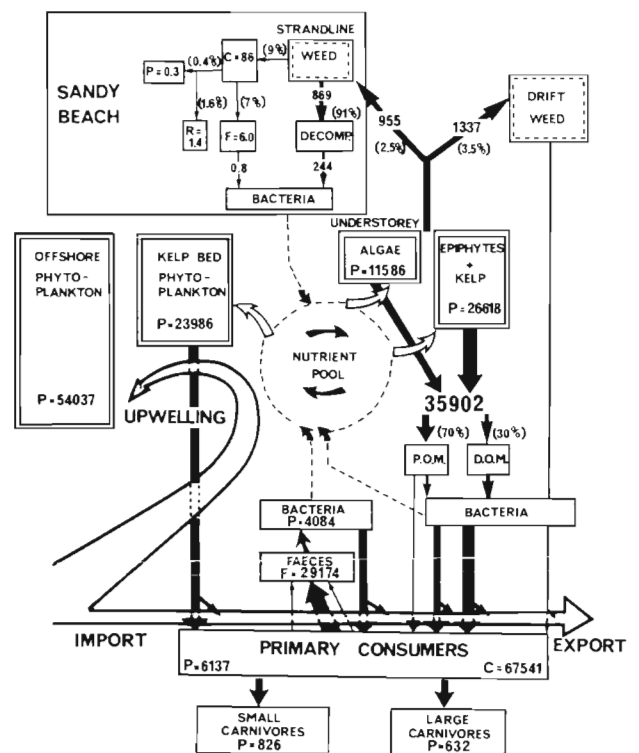 STRANDLINE
P = 0.3
(0.4%)
C = 86
(9%)
WEED
SANDY
BEACH
(1.6%)
(7%)
869
(91%)
R =
1.4
F = 6.0
DECOMP.
0.8
244
BACTERIA
955
(2.5%)
1337
(3.5%)
DRIFT
WEED
UNDERSTOREY
ALGAE
P = 11586
EPIPHYTES
+
KELP
P = 26618
OFFSHORE
PHYTO-
PLANKTON
P = 54037
KELP BED
PHYTO-
PLANKTON
P = 23986
NUTRIENT
POOL
UPWELLING
35902
(70%)
(30%)
P.O.M.
D.O.M.
BACTERIA
P = 4084
BACTERIA
FAECES
F = 29174
IMPORT
EXPORT
PRIMARY CONSUMERS
P = 6137
C = 67541
SMALL
CARNIVORES
P = 826
LARGE
CARNIVORES
P = 632